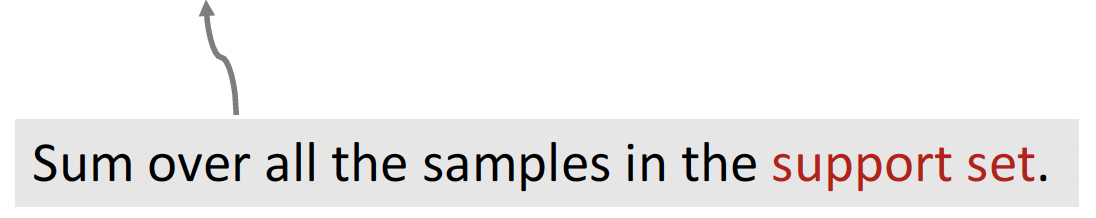 Sum over all the samples in the support set.